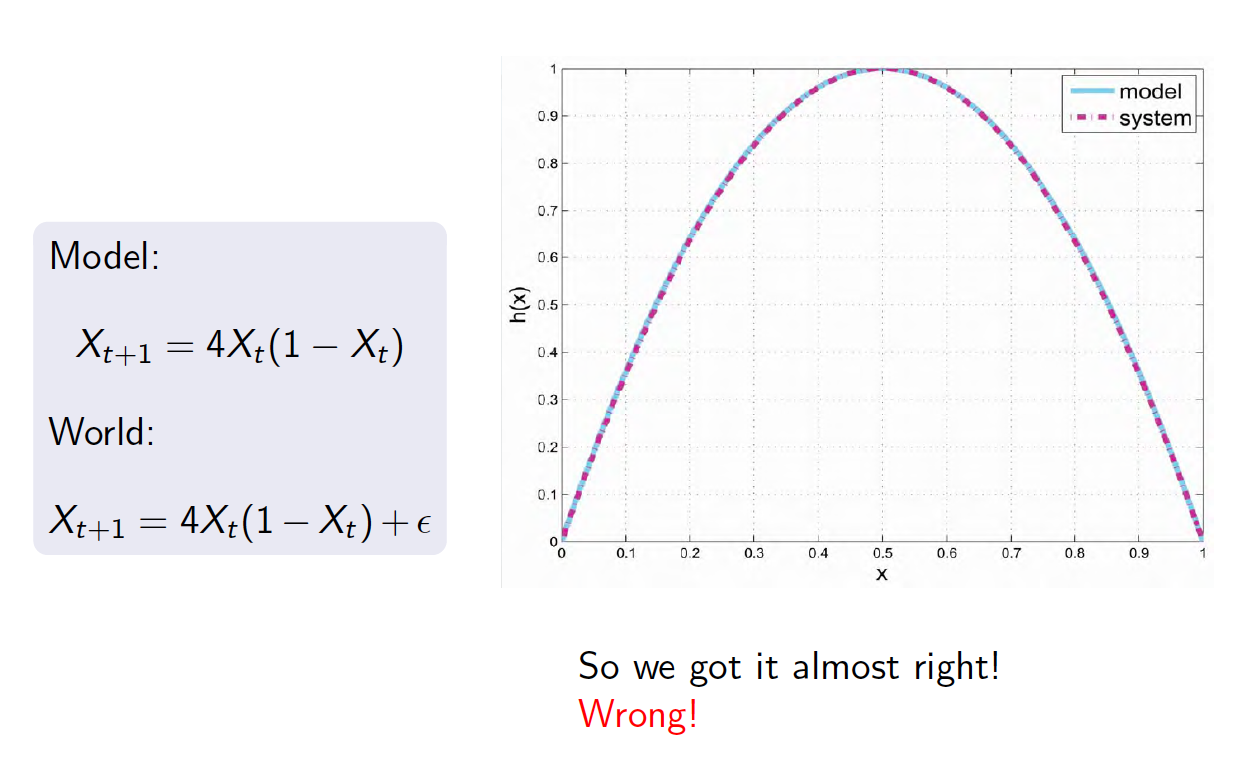 Model:
X_{t+1} = 4X_t(1 − X_t)
World:
X_{t+1} = 4X_t(1 − X_t) + ϵ
model
system
1
0.9
0.8
0.7
0.6
0.5
0.4
0.3
0.2
0.1
0
h(x)
0 0.1 0.2 0.3 0.4 0.5 0.6 0.7 0.8 0.9 1
x
So we got it almost right!
Wrong!